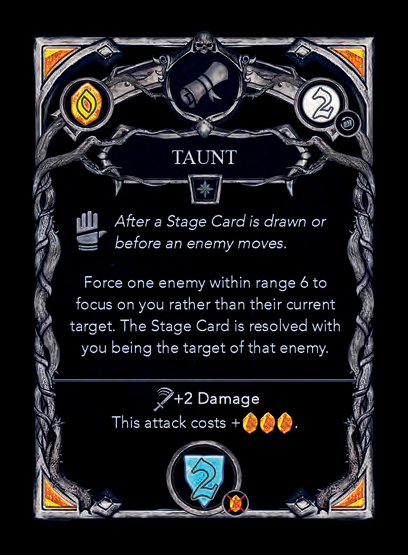 0 2
TAUNT
After a Stage Card is drawn or
before an enemy moves.
Force one enemy within range 6 to
focus on you rather than their current
target. The Stage Card is resolved with
you being the target of that enemy.
+2 Damage
This attack costs + .
2